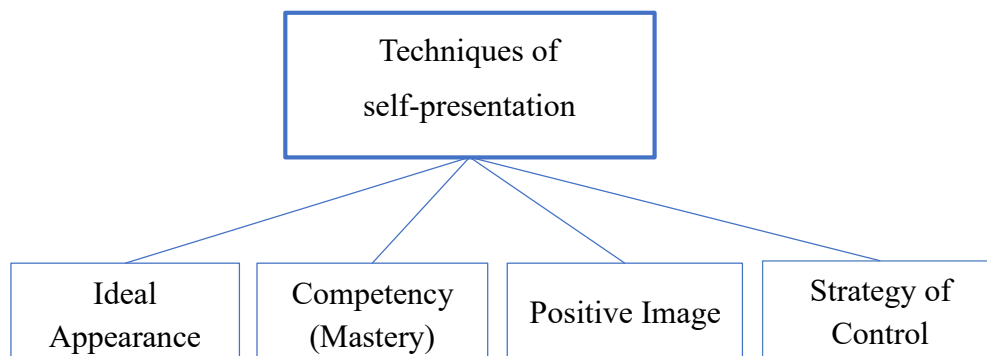 Techniques of
self-presentation
Ideal
Appearance
Competency
(Mastery)
Positive Image
Strategy of
Control